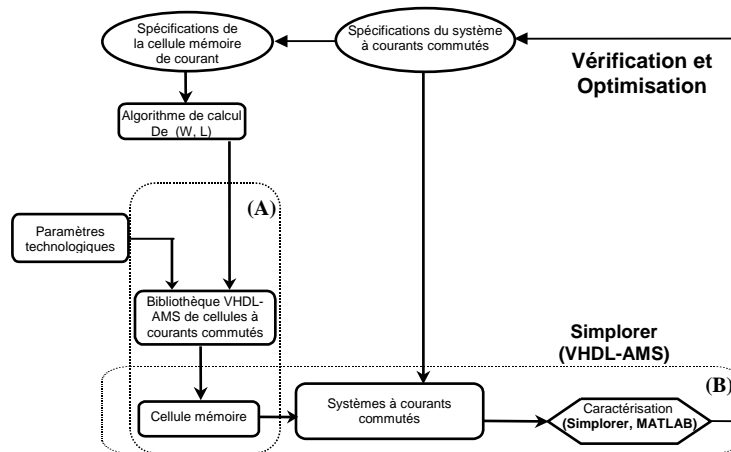 Spécifications de
la cellule mémoire
de courant
Spécifications du système
à courants commutés
Vérification et
Optimisation
Algorithme de calcul
De (W, L)
(A)
Paramètres
technologiques
Bibliothèque VHDL-
AMS de cellules à
courants commutés
Simplorer
(VHDL-AMS)
(B)
Cellule mémoire
Systèmes à courants
commutés
Caractérisation
(Simplorer, MATLAB)